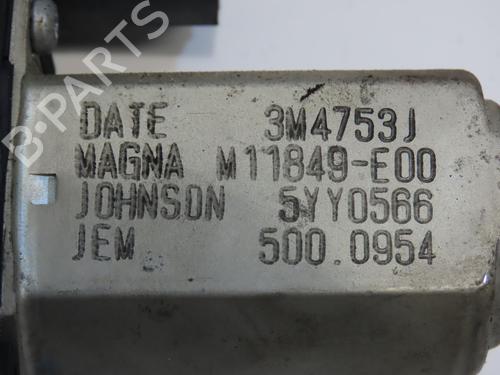 DATE 3M4753J
MAGNA M11849-E00
JOHNSON 5YY0566
JEM 500.0954
B-PARTS